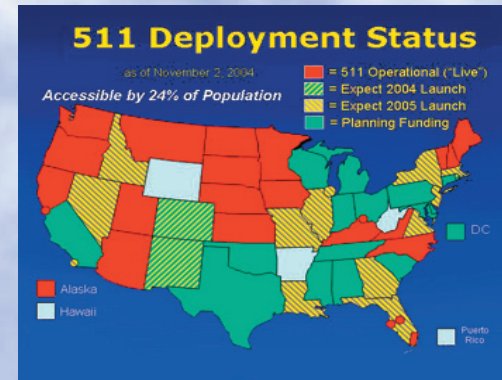 511 Deployment Status
as of November 2, 2004
Accessible by 24% of Population
= 511 Operational ("Live")
= Expect 2004 Launch
= Expect 2005 Launch
= Planning Funding
DC
Alaska
Hawaii
Puerto
Rico